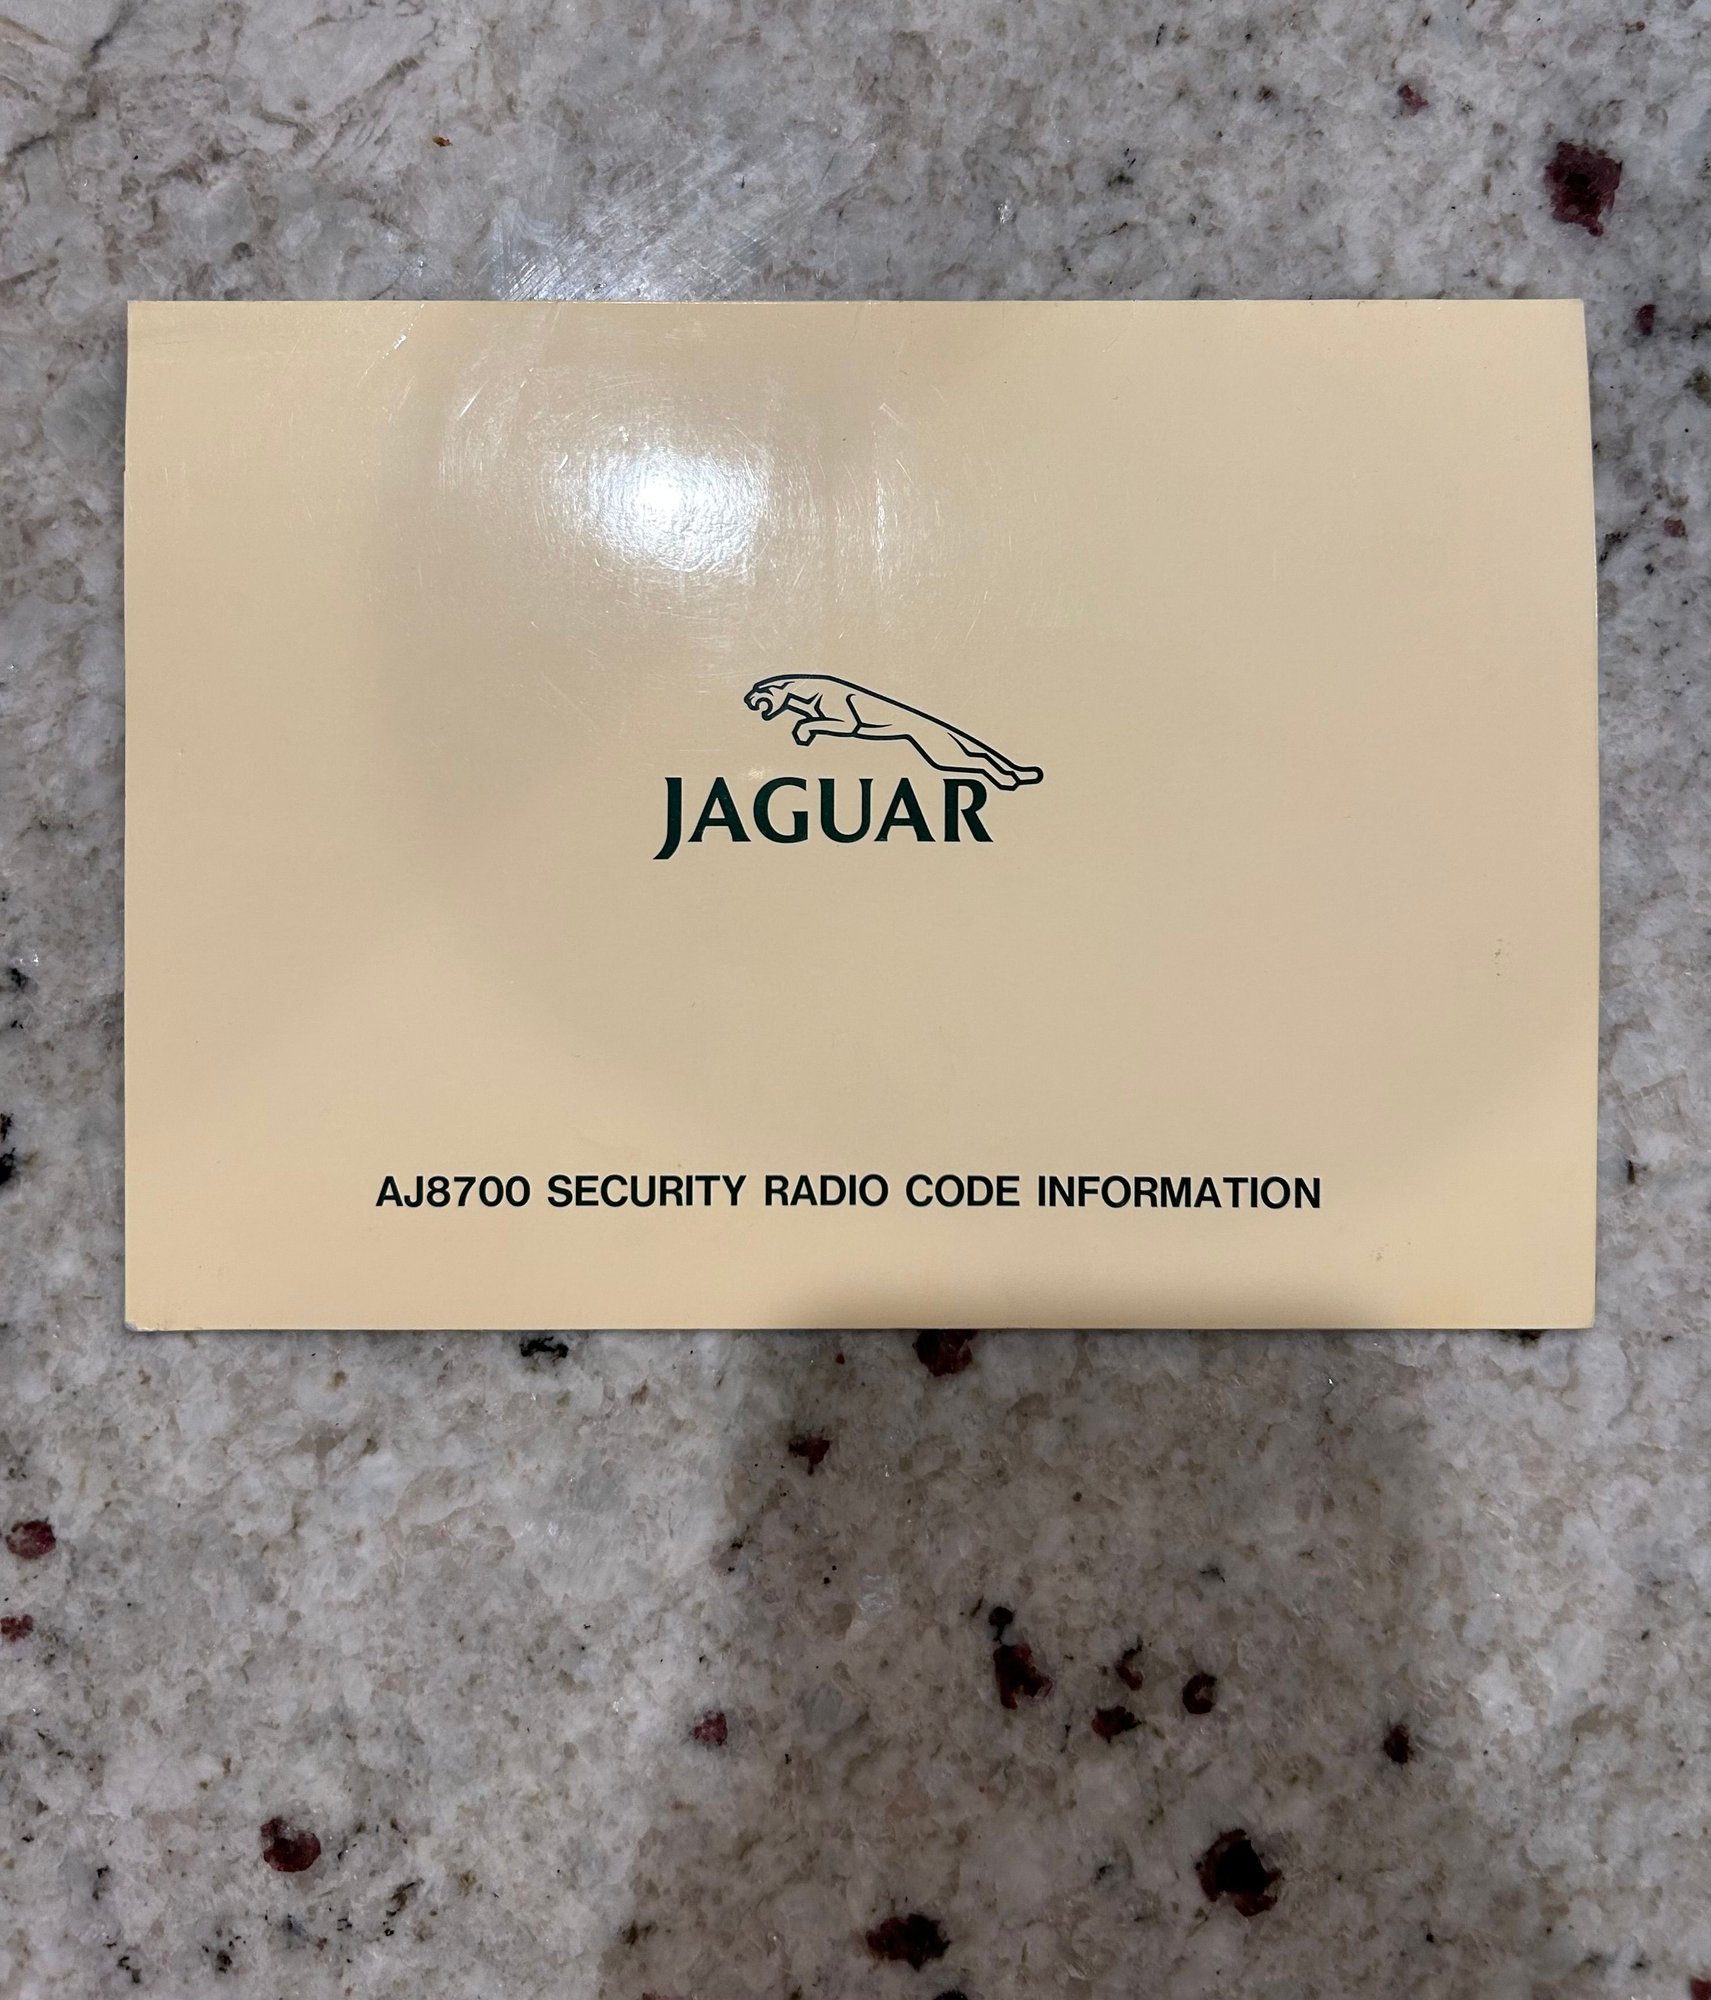 JAGUAR
AJ8700 SECURITY RADIO CODE INFORMATION